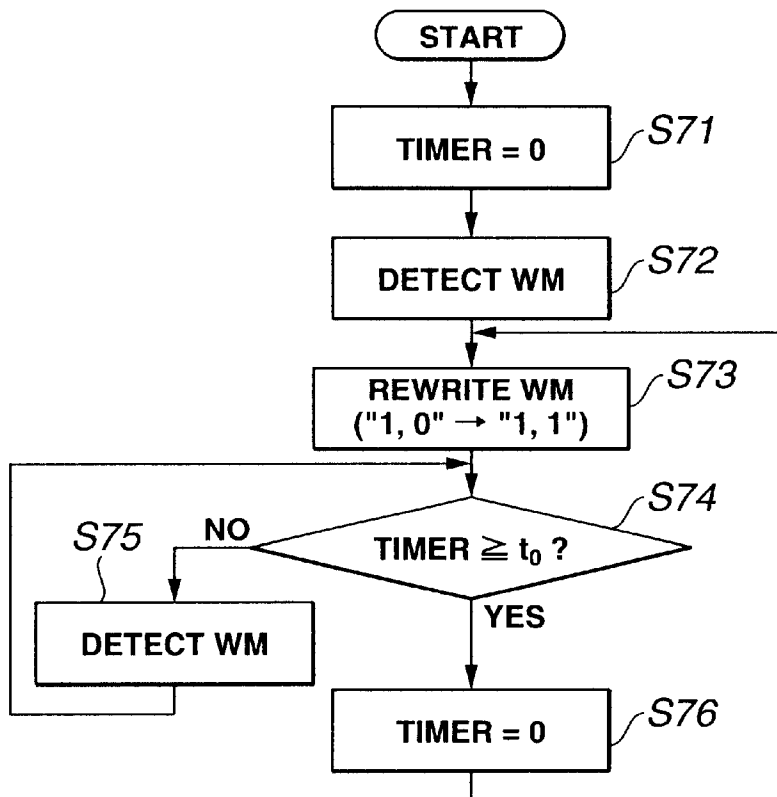 START
TIMER = 0
S71
DETECT WM
S72
REWRITE WM
("1, 0" → "1, 1")
S73
TIMER ≧ t₀ ?
S74
NO
YES
S75
DETECT WM
TIMER = 0
S76